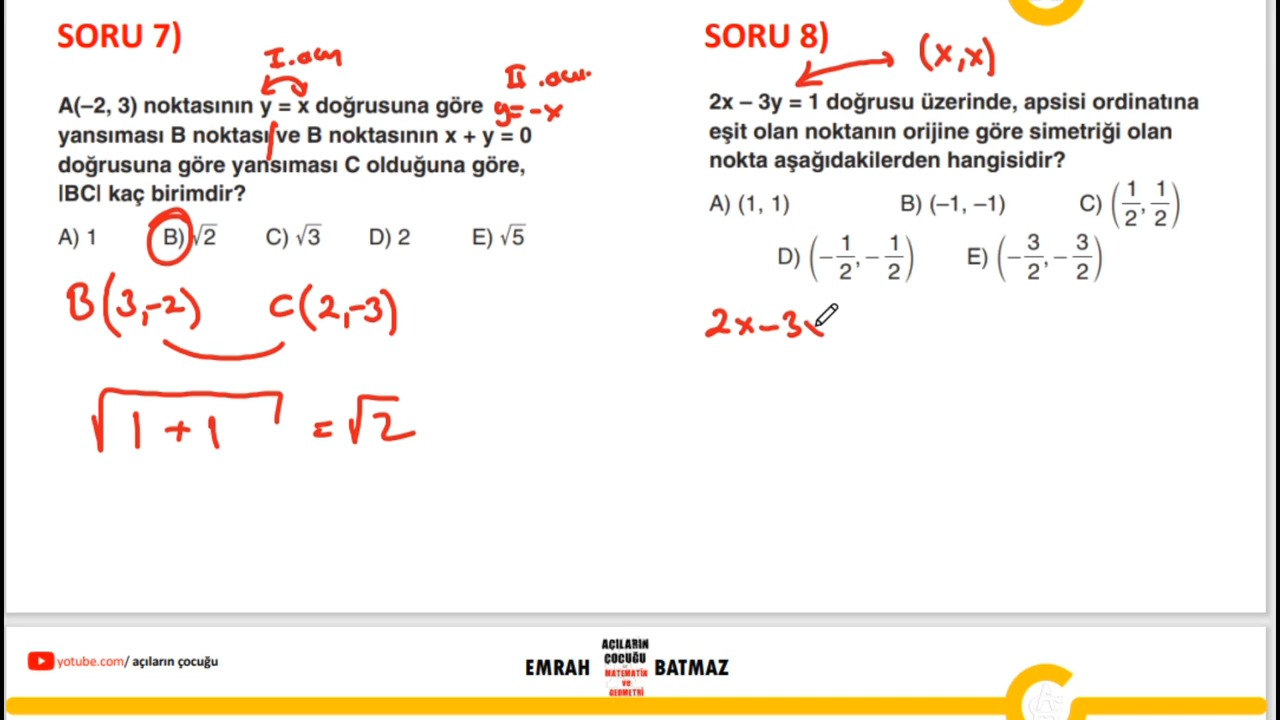 SORU 7)
I. açı
II. açı.
A(–2, 3) noktasının y = x doğrusuna göre
y = -x
yansıması B noktası ve B noktasının x + y = 0
doğrusuna göre yansıması C olduğuna göre,
|BC| kaç birimdir?
A) 1 B) √2 C) √3 D) 2 E) √5
B(3,-2) C(2,-3)
√1 + 1 = √2
SORU 8)
(x,x)
2x – 3y = 1 doğrusu üzerinde, apsisi ordinatına
eşit olan noktanın orijine göre simetriği olan
nokta aşağıdakilerden hangisidir?
A) (1, 1) B) (–1, –1) C) (1/2, 1/2)
D) (–1/2, –1/2) E) (–3/2, –3/2)
2x-3x
yotube.com/ açıların çocuğu
EMRAH
AÇILARIN
ÇOCUĞU
MATEMATİK
ve
GEOMETRİ
BATMAZ